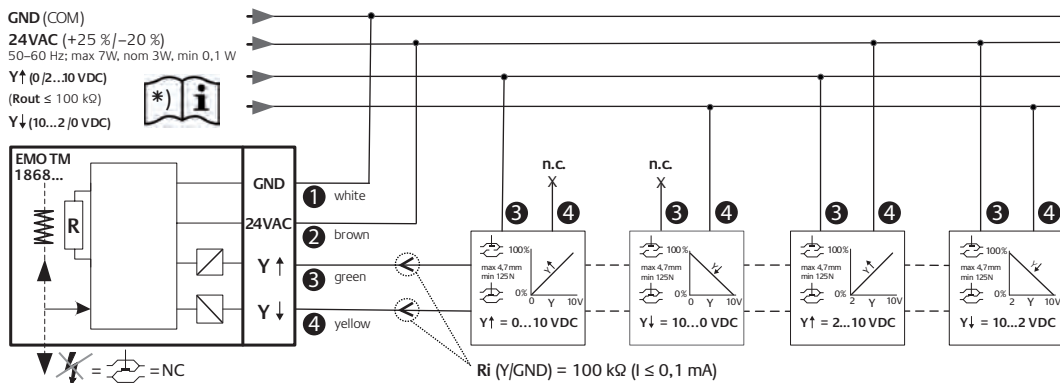 GND (COM)
24VAC (+25 %/−20 %)
50–60 Hz; max 7W, nom 3W, min 0,1 W
Y↑ (0/2...10 VDC)
(Rout ≤ 100 kΩ)
Y↓ (10...2/0 VDC)
*) i
EMO TM
1868...
R
GND
24VAC
Y ↑
Y ↓
1 white
2 brown
3 green
4 yellow
= = NC
n.c.
X
3 4
100%
max 4,7mm
min 125N
0%
Y↑
0 Y 10V
Y↑ = 0...10 VDC
n.c.
X
3 4
100%
max 4,7mm
min 125N
0%
Y↓
0 Y 10V
Y↓ = 10...0 VDC
3 4
100%
max 4,7mm
min 125N
0%
Y↑
2 Y 10V
Y↑ = 2...10 VDC
3 4
100%
max 4,7mm
min 125N
0%
Y↓
2 Y 10V
Y↓ = 10...2 VDC
Ri (Y/GND) = 100 kΩ (I ≤ 0,1 mA)